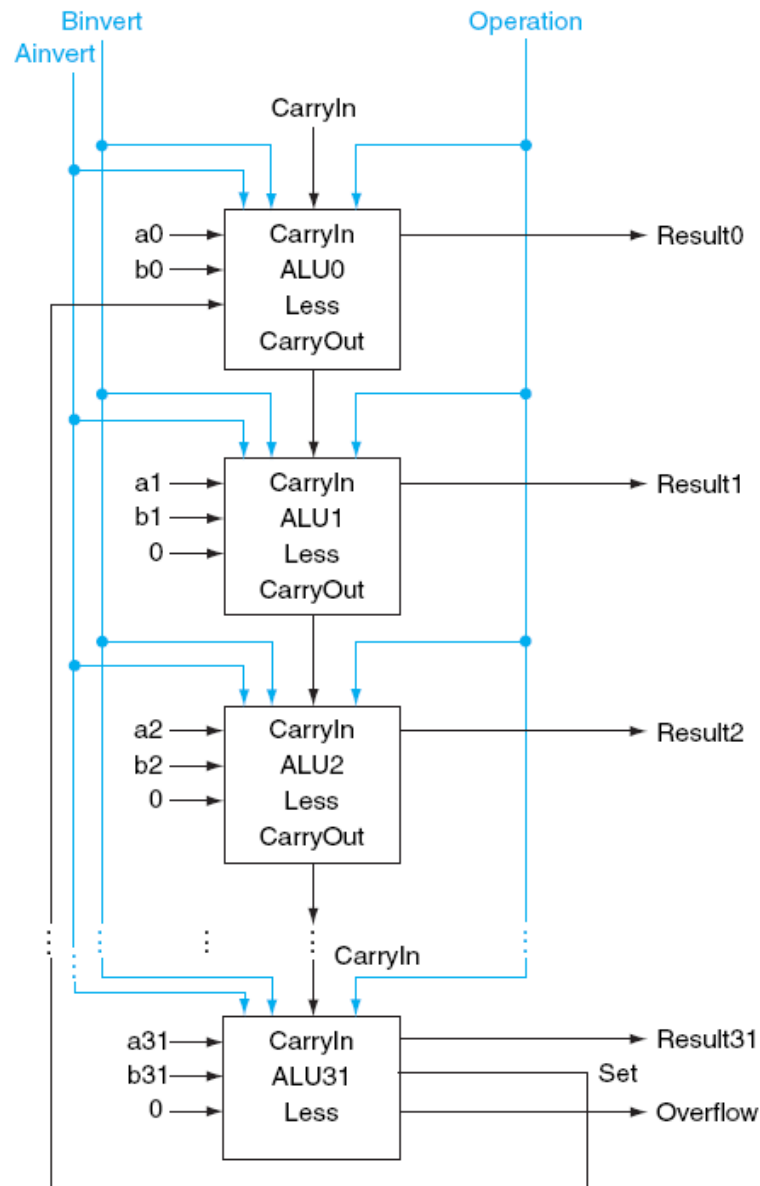 Binvert
Operation
Ainvert
CarryIn
a0
CarryIn
Result0
b0
ALU0
Less
CarryOut
a1
CarryIn
Result1
b1
ALU1
0
Less
CarryOut
a2
CarryIn
Result2
b2
ALU2
0
Less
CarryOut
CarryIn
a31
CarryIn
Result31
b31
ALU31
Set
0
Less
Overflow